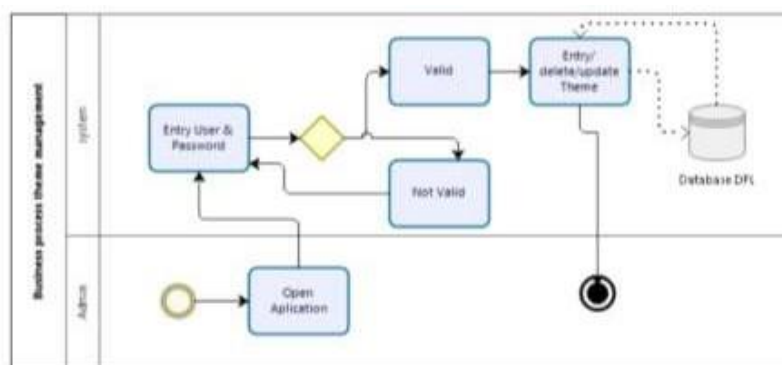 Business process theme management
system
Valid
Entry/
delete/update
Theme
Entry User &
Password
Not Valid
Database DFL
Admin
Open
Aplication